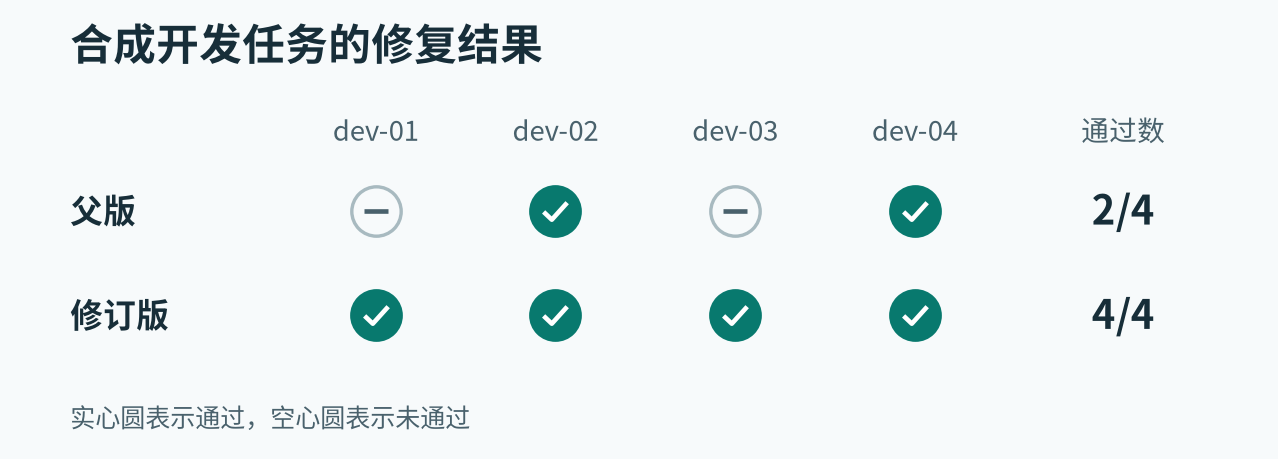 合成开发任务的修复结果
dev-01 dev-02 dev-03 dev-04 通过数
父版 2/4
修订版 4/4
实心圆表示通过，空心圆表示未通过